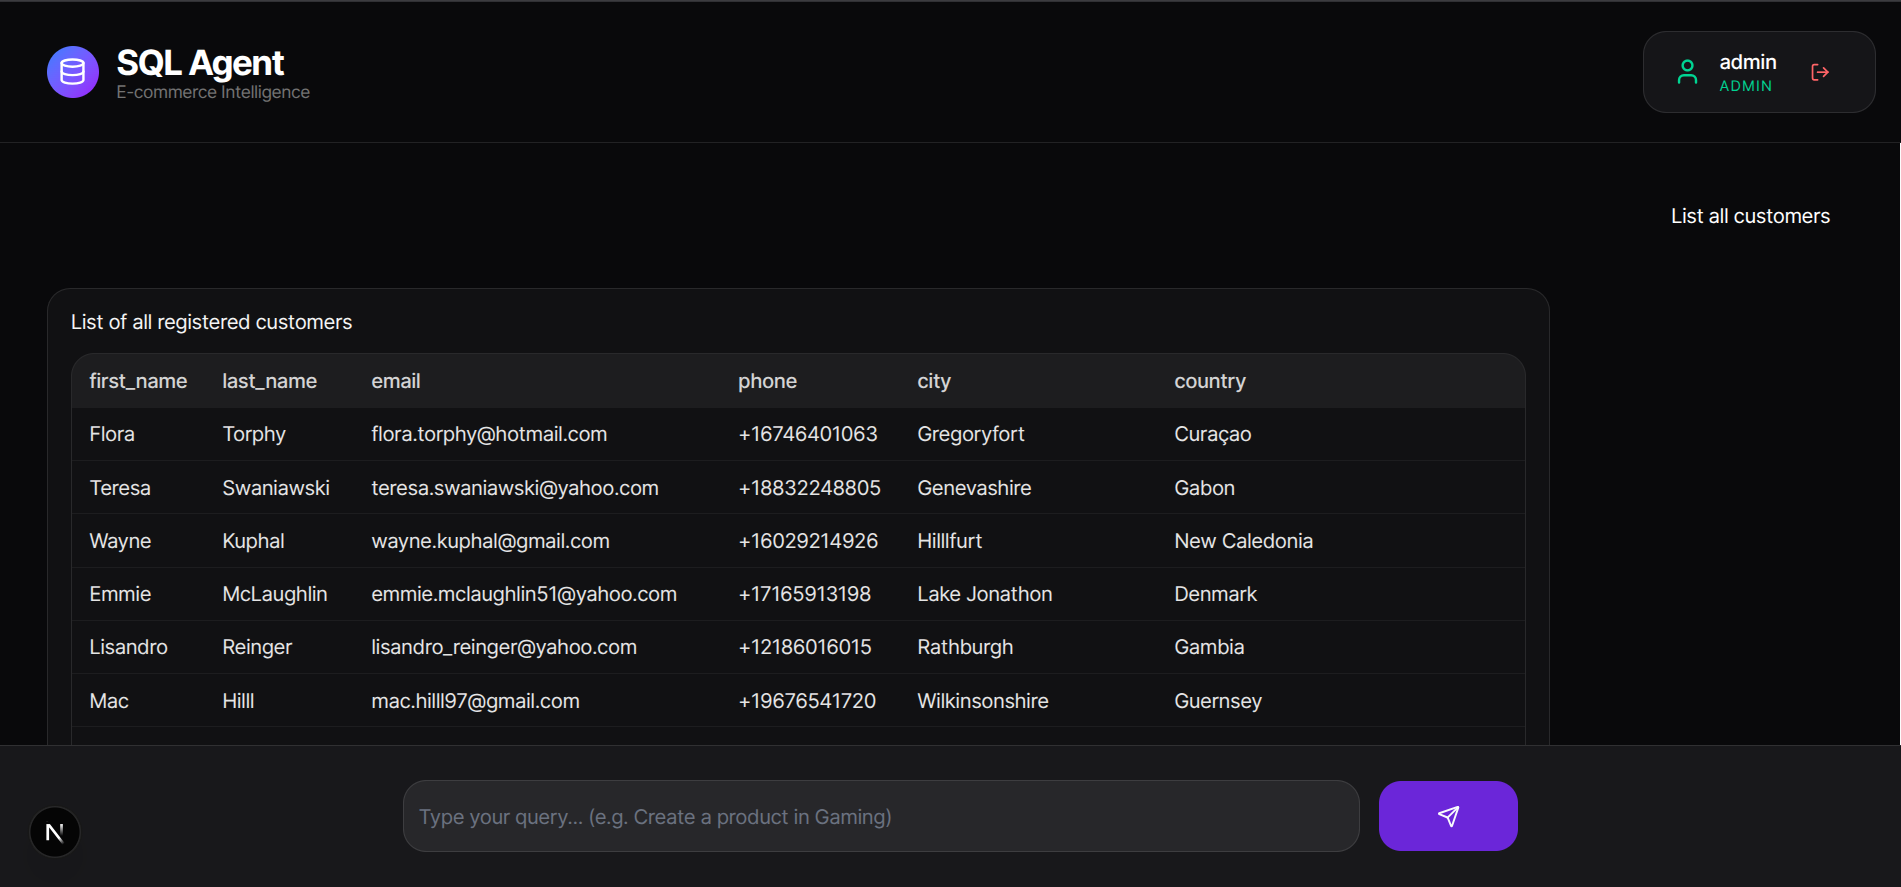 SQL Agent
E-commerce Intelligence
admin
ADMIN
List all customers
List of all registered customers
first_name last_name email phone city country
Flora Torphy flora.torphy@hotmail.com +16746401063 Gregoryfort Curaçao
Teresa Swaniawski teresa.swaniawski@yahoo.com +18832248805 Genevashire Gabon
Wayne Kuphal wayne.kuphal@gmail.com +16029214926 Hilllfurt New Caledonia
Emmie McLaughlin emmie.mclaughlin51@yahoo.com +17165913198 Lake Jonathon Denmark
Lisandro Reinger lisandro_reinger@yahoo.com +12186016015 Rathburgh Gambia
Mac Hilll mac.hilll97@gmail.com +19676541720 Wilkinsonshire Guernsey
Type your query... (e.g. Create a product in Gaming)
N